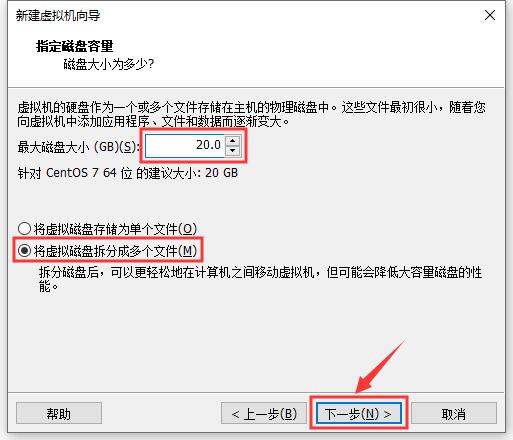 新建虚拟机向导
指定磁盘容量
磁盘大小为多少?
虚拟机的硬盘作为一个或多个文件存储在主机的物理磁盘中。这些文件最初很小，随着您
向虚拟机中添加应用程序、文件和数据而逐渐变大。
最大磁盘大小 (GB)(S): 20.0
针对 CentOS 7 64 位 的建议大小: 20 GB
将虚拟磁盘存储为单个文件(O)
将虚拟磁盘拆分成多个文件(M)
拆分磁盘后，可以更轻松地在计算机之间移动虚拟机，但可能会降低大容量磁盘的性
能。
帮助 < 上一步(B) 下一步(N) > 取消